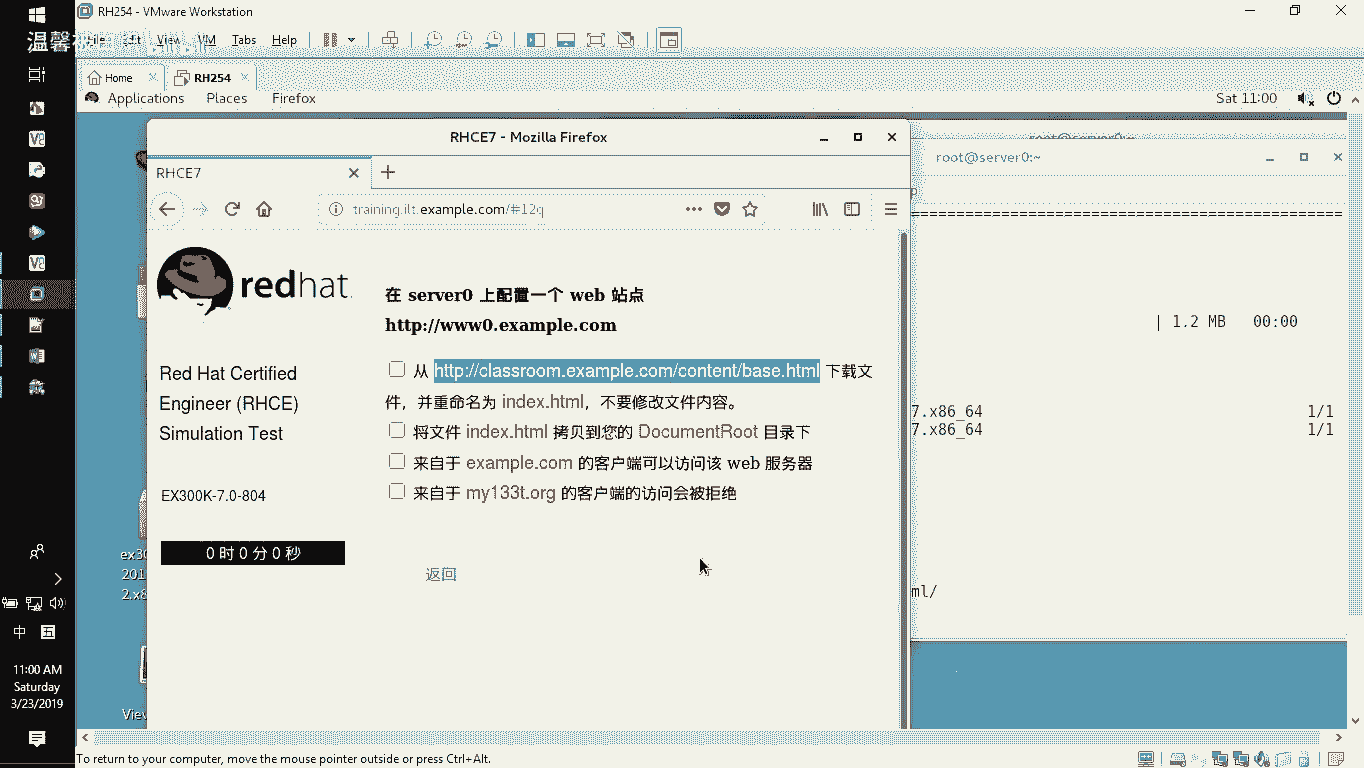 RH254 - VMware Workstation
温馨
Edit View VM Tabs Help
Home
RH254
Applications Places Firefox
Sat 11:00
RHCE7 - Mozilla Firefox
root@server0:~
RHCE7
training.ilt.example.com/#12q
redhat.
在 server0 上配置一个 web 站点
http://www0.example.com
| 1.2 MB 00:00
Red Hat Certified
Engineer (RHCE)
Simulation Test
从 http://classroom.example.com/content/base.html 下载文
件，并重命名为 index.html，不要修改文件内容。
将文件 index.html 拷贝到您的 DocumentRoot 目录下
来自于 example.com 的客户端可以访问该 web 服务器
来自于 my133t.org 的客户端的访问会被拒绝
7.x86_64 1/1
7.x86_64 1/1
EX300K-7.0-804
0 时 0 分 0 秒
返回
ex30
201
2.x8
ml/
View
中 五
11:00 AM
Saturday
3/23/2019
To return to your computer, move the mouse pointer outside or press Ctrl+Alt.